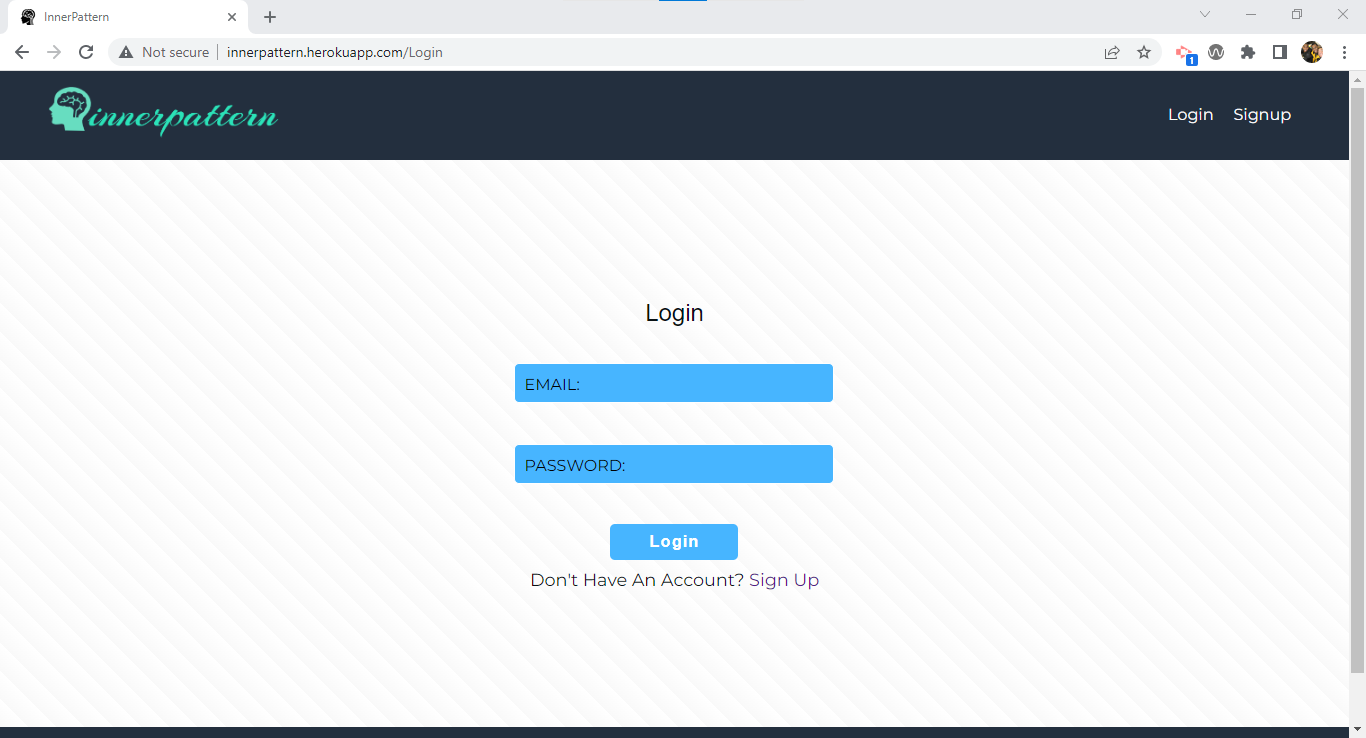 InnerPattern
Not secure innerpattern.herokuapp.com/Login
1
innerpattern
Login Signup
Login
EMAIL:
PASSWORD:
Login
Don't Have An Account? Sign Up